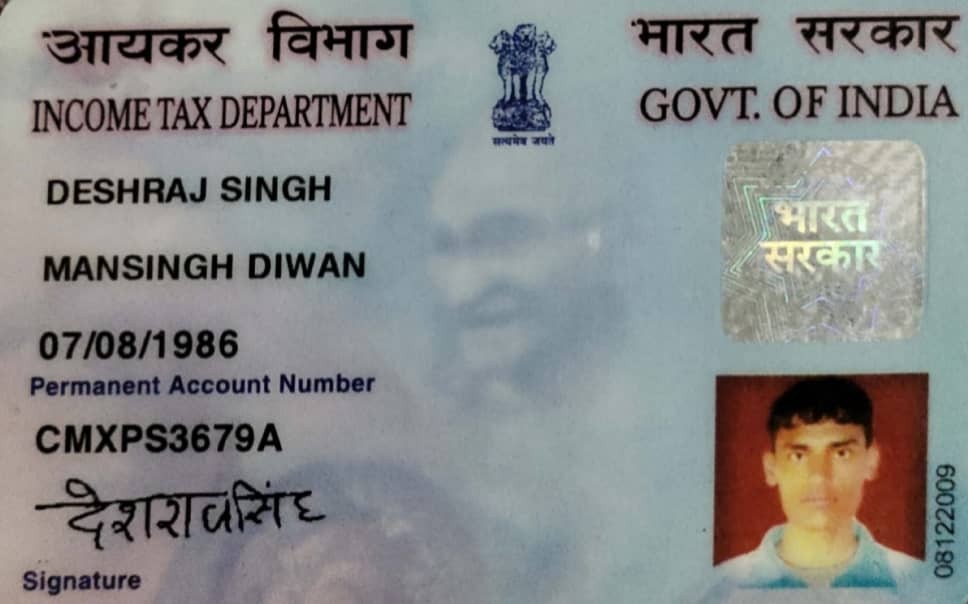 आयकर विभाग
INCOME TAX DEPARTMENT
सत्यमेव जयते
भारत सरकार
GOVT. OF INDIA
DESHRAJ SINGH
MANSINGH DIWAN
07/08/1986
Permanent Account Number
CMXPS3679A
देशराजसिंह
Signature
भारत
सरकार
08122009